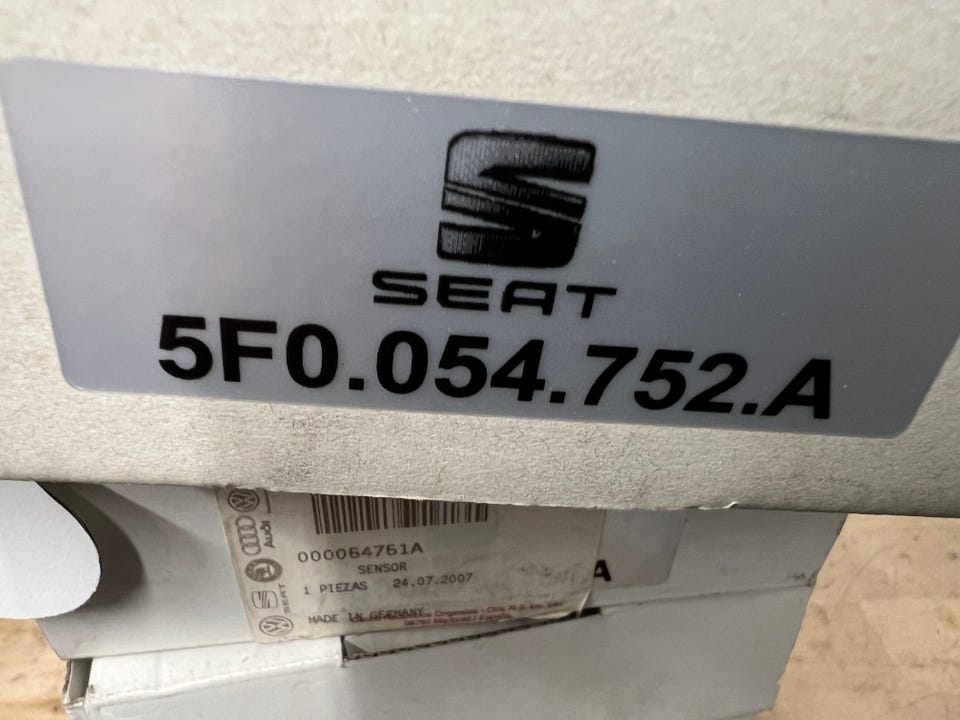 SEAT
5F0.054.752.A
Audi
SEAT
000054751A
SENSOR
1 PIEZAS 24.07.2007
MADE IN GERMANY
A